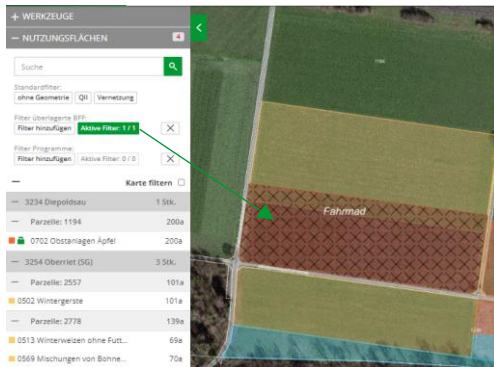 + WERKZEUGE
— NUTZUNGSFLÄCHEN 4
Suche
Standardfilter:
ohne Geometrie QII Vernetzung
Filter überlagerte BFF:
Filter hinzufügen Aktive Filter: 1 / 1
Filter Programme:
Filter hinzufügen Aktive Filter: 0 / 0
Karte filtern
— 3234 Diepoldsau 1 Stk.
— Parzelle: 1194 200a
0702 Obstanlagen Äpfel 200a
— 3254 Oberriet (SG) 3 Stk.
— Parzelle: 2557 101a
0502 Wintergerste 101a
— Parzelle: 2778 139a
0513 Winterweizen ohne Futt... 69a
0569 Mischungen von Bohne... 70a
Fahrmad